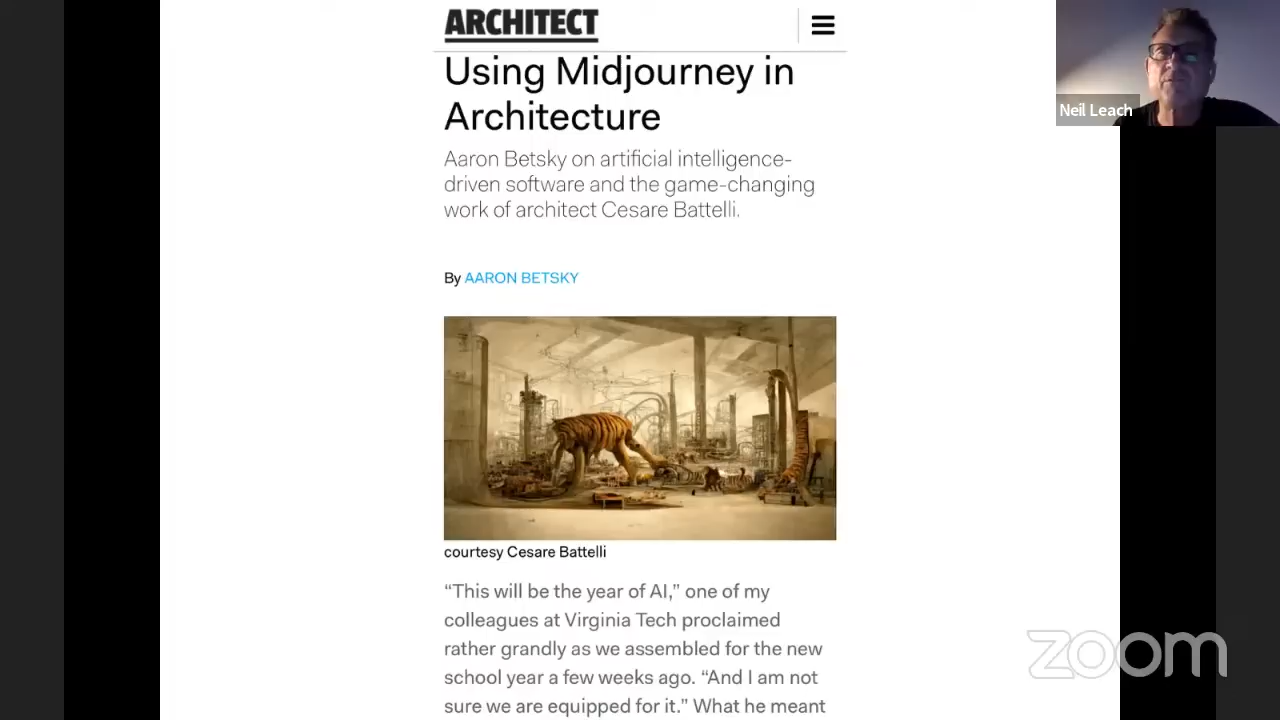 ARCHITECT
Using Midjourney in
Architecture
Aaron Betsky on artificial intelligence-
driven software and the game-changing
work of architect Cesare Battelli.
By AARON BETSKY
courtesy Cesare Battelli
“This will be the year of AI,” one of my
colleagues at Virginia Tech proclaimed
rather grandly as we assembled for the new
school year a few weeks ago. “And I am not
sure we are equipped for it.” What he meant
Neil Leach
zoom